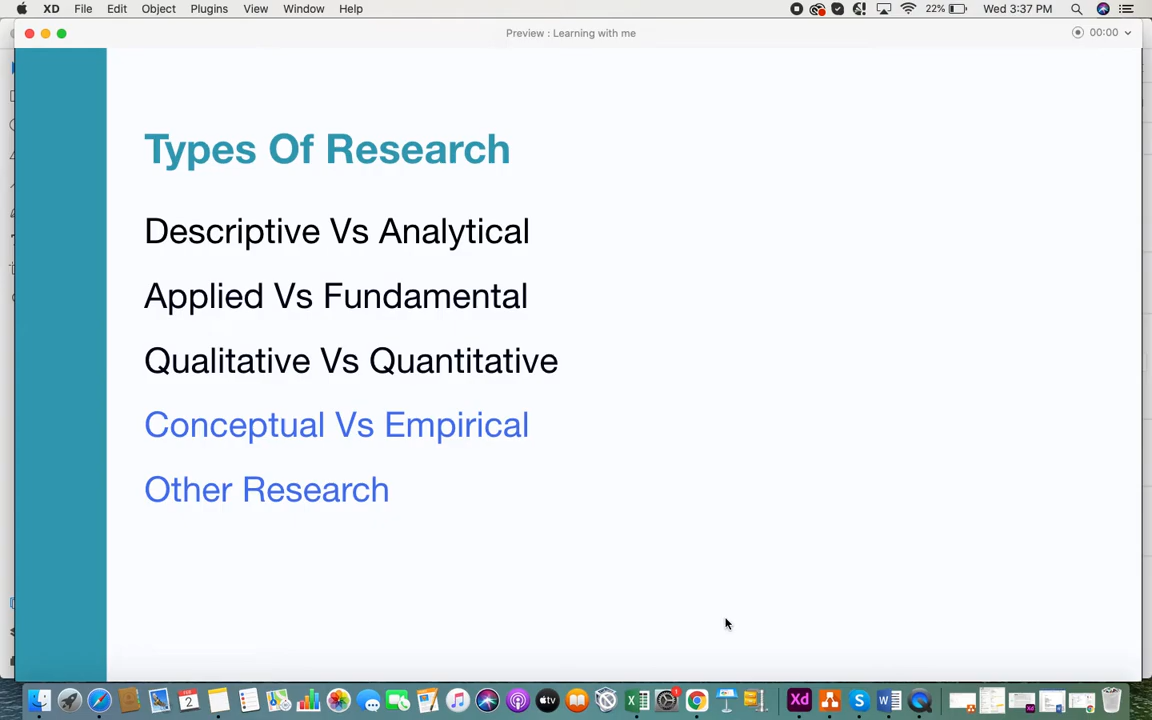 XD File Edit Object Plugins View Window Help 22% Wed 3:37 PM
Preview : Learning with me 00:00
Types Of Research
Descriptive Vs Analytical
Applied Vs Fundamental
Qualitative Vs Quantitative
Conceptual Vs Empirical
Other Research